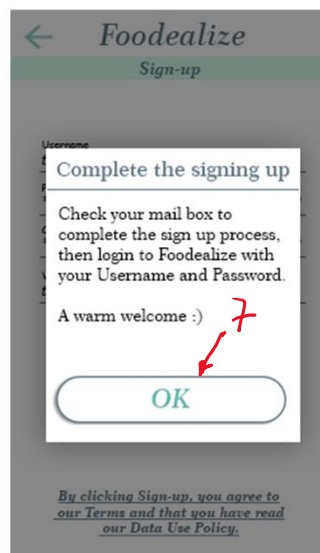 Foodealize
Sign-up
Username
Complete the signing up
Check your mail box to
complete the sign up process,
then login to Foodealize with
your Username and Password.
A warm welcome :)
7
OK
By clicking Sign-up, you agree to
our Terms and that you have read
our Data Use Policy.